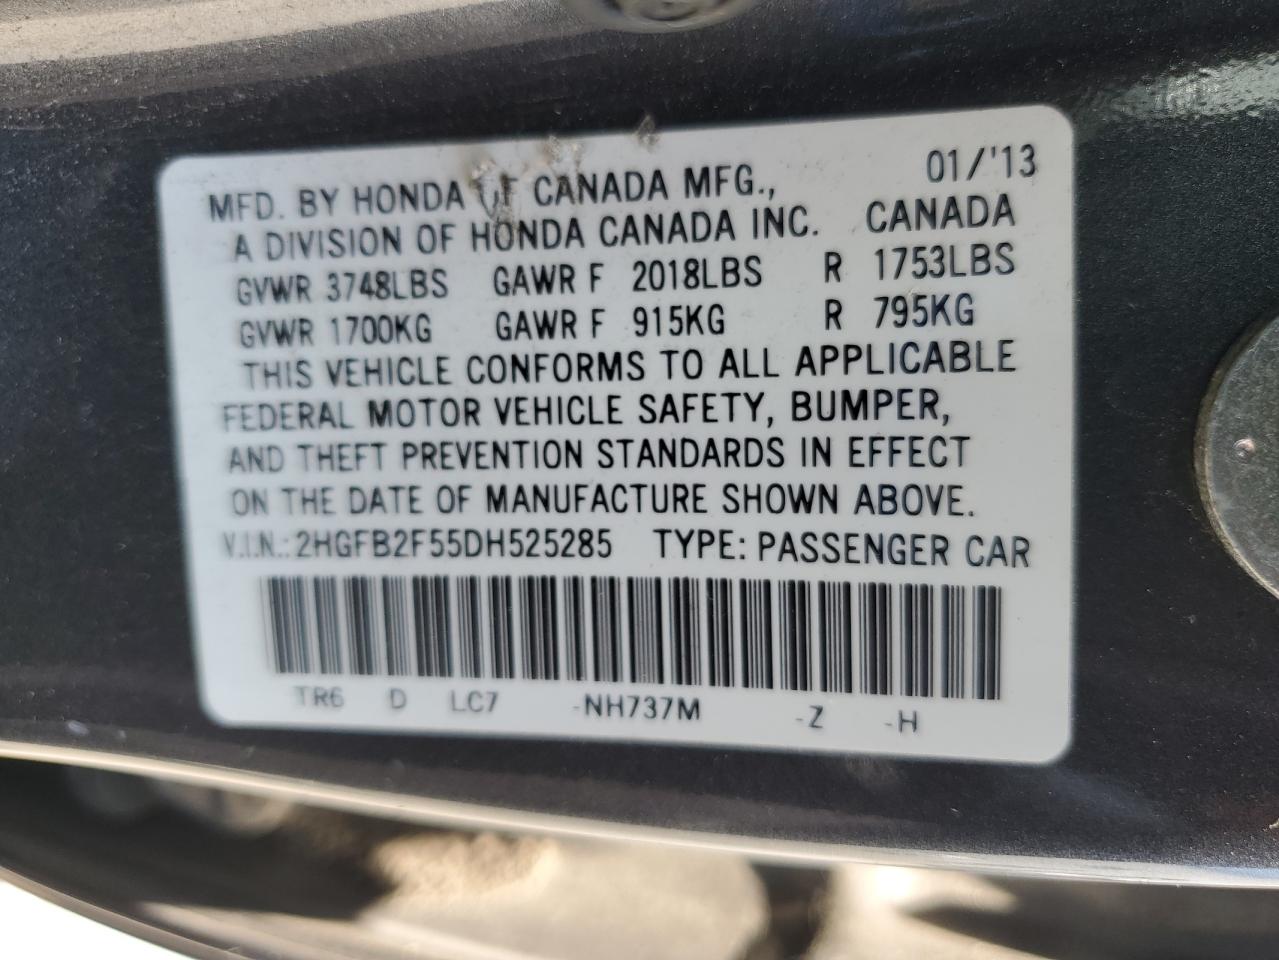 MFD. BY HONDA OF CANADA MFG., 01/'13
A DIVISION OF HONDA CANADA INC. CANADA
GVWR 3748LBS GAWR F 2018LBS R 1753LBS
GVWR 1700KG GAWR F 915KG R 795KG
THIS VEHICLE CONFORMS TO ALL APPLICABLE
FEDERAL MOTOR VEHICLE SAFETY, BUMPER,
AND THEFT PREVENTION STANDARDS IN EFFECT
ON THE DATE OF MANUFACTURE SHOWN ABOVE.
V.I.N.: 2HGFB2F55DH525285 TYPE: PASSENGER CAR
TR6 D LC7 -NH737M -Z -H